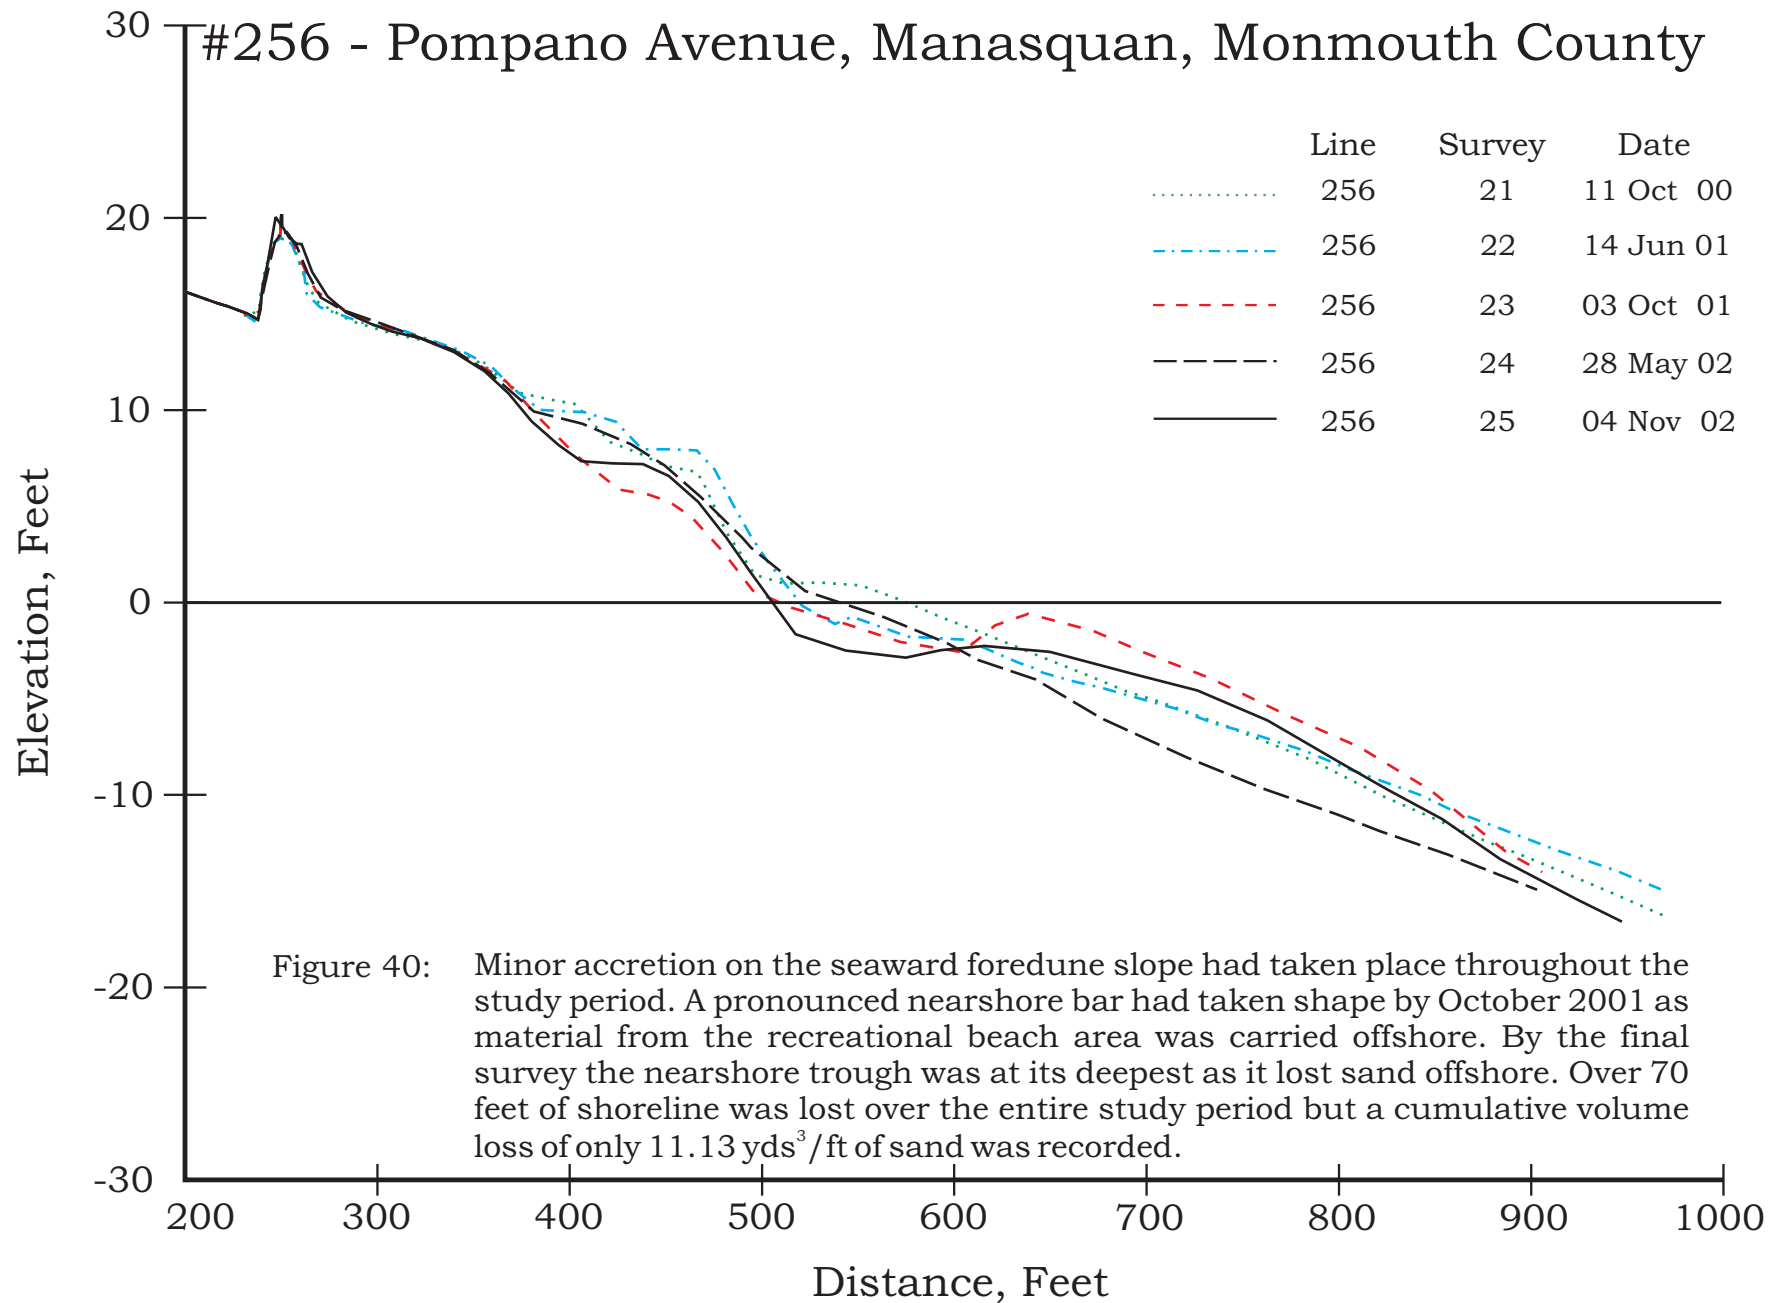 #256 - Pompano Avenue, Manasquan, Monmouth County
Line Survey Date
256 21 11 Oct 00
256 22 14 Jun 01
256 23 03 Oct 01
256 24 28 May 02
256 25 04 Nov 02
30
20
10
0
-10
-20
-30
Elevation, Feet
Figure 40: Minor accretion on the seaward foredune slope had taken place throughout the
study period. A pronounced nearshore bar had taken shape by October 2001 as
material from the recreational beach area was carried offshore. By the final
survey the nearshore trough was at its deepest as it lost sand offshore. Over 70
feet of shoreline was lost over the entire study period but a cumulative volume
loss of only 11.13 yds³/ft of sand was recorded.
200 300 400 500 600 700 800 900 1000
Distance, Feet